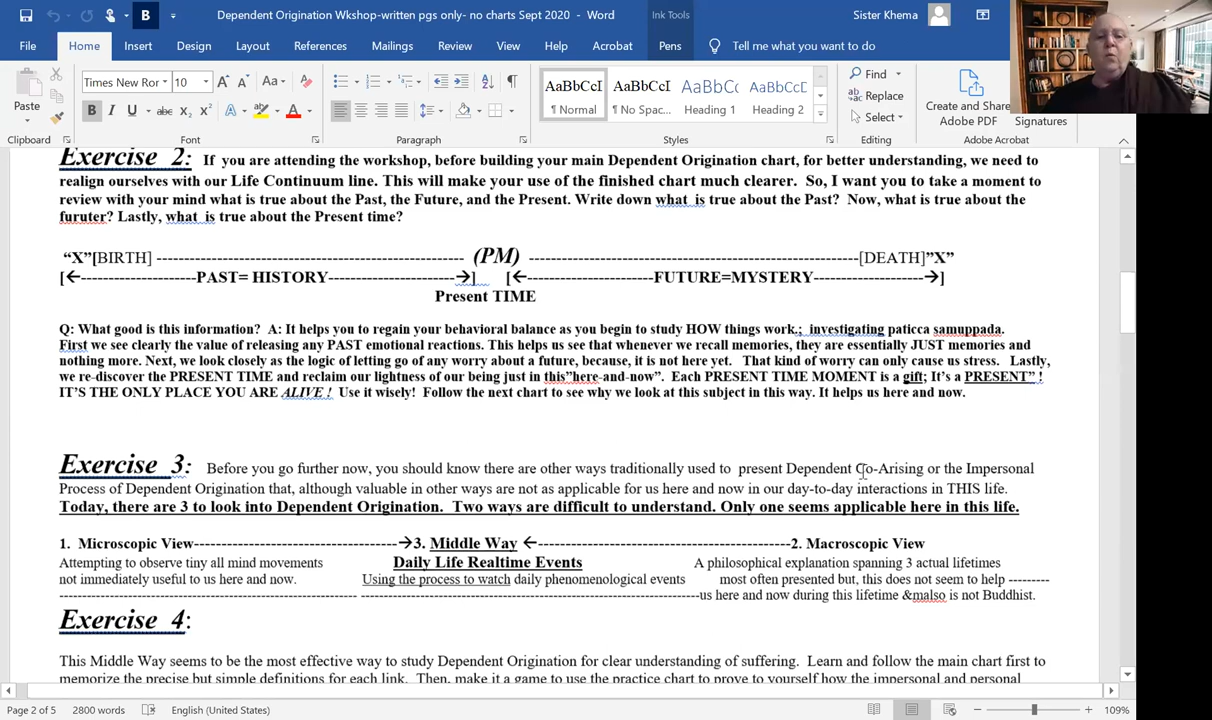 Dependent Origination Wkshop-written pgs only- no charts Sept 2020 - Word
Ink Tools
Sister Khema
File Home Insert Design Layout References Mailings Review View Help Acrobat Pens Tell me what you want to do
Times New Ror 10
Paste
Clipboard
Font
Paragraph
AaBbCcI AaBbCcI AaBbCc AaBbCcI
¶ Normal ¶ No Spac... Heading 1 Heading 2
Styles
Find
Replace
Select
Editing
Create and Share
Adobe PDF
Signatures
Adobe Acrobat
Exercise 2: If you are attending the workshop, before building your main Dependent Origination chart, for better understanding, we need to
realign ourselves with our Life Continuum line. This will make your use of the finished chart much clearer. So, I want you to take a moment to
review with your mind what is true about the Past, the Future, and the Present. Write down what is true about the Past? Now, what is true about the
furuter? Lastly, what is true about the Present time?
“X”[BIRTH] -------------------------------------------------------- (PM) ------------------------------------------------------------[DEATH]”X”
[←-----------------------PAST= HISTORY----------------------→] [←-----------------------FUTURE=MYSTERY----------------------→]
Present TIME
Q: What good is this information? A: It helps you to regain your behavioral balance as you begin to study HOW things work.; investigating paticca samuppada.
First we see clearly the value of releasing any PAST emotional reactions. This helps us see that whenever we recall memories, they are essentially JUST memories and
nothing more. Next, we look closely as the logic of letting go of any worry about a future, because, it is not here yet. That kind of worry can only cause us stress. Lastly,
we re-discover the PRESENT TIME and reclaim our lightness of our being just in this”here-and-now”. Each PRESENT TIME MOMENT is a gift; It’s a PRESENT” !
IT’S THE ONLY PLACE YOU ARE ALIVE ! Use it wisely! Follow the next chart to see why we look at this subject in this way. It helps us here and now.
Exercise 3: Before you go further now, you should know there are other ways traditionally used to present Dependent Co-Arising or the Impersonal
Process of Dependent Origination that, although valuable in other ways are not as applicable for us here and now in our day-to-day interactions in THIS life.
Today, there are 3 to look into Dependent Origination. Two ways are difficult to understand. Only one seems applicable here in this life.
1. Microscopic View-------------------------------------→3. Middle Way ←-----------------------------------------------2. Macroscopic View
Attempting to observe tiny all mind movements Daily Life Realtime Events A philosophical explanation spanning 3 actual lifetimes
not immediately useful to us here and now. Using the process to watch daily phenomenological events most often presented but, this does not seem to help ---------
------------------------------------------------------------------ -------------------------------------------------------------------------us here and now during this lifetime &malso is not Buddhist.
Exercise 4:
This Middle Way seems to be the most effective way to study Dependent Origination for clear understanding of suffering. Learn and follow the main chart first to
memorize the precise but simple definitions for each link. Then, make it a game to use the practice chart to prove to yourself how the impersonal and personal
Page 2 of 5 2800 words English (United States) 109%